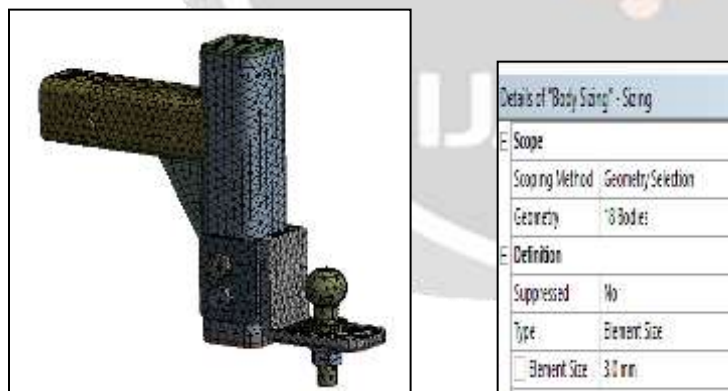 Details of "Body Sizing" - Sizing
Scope
Scoping Method Geometry Selection
Geometry 18 Bodies
Definition
Suppressed No
Type Element Size
Element Size 3.0 mm